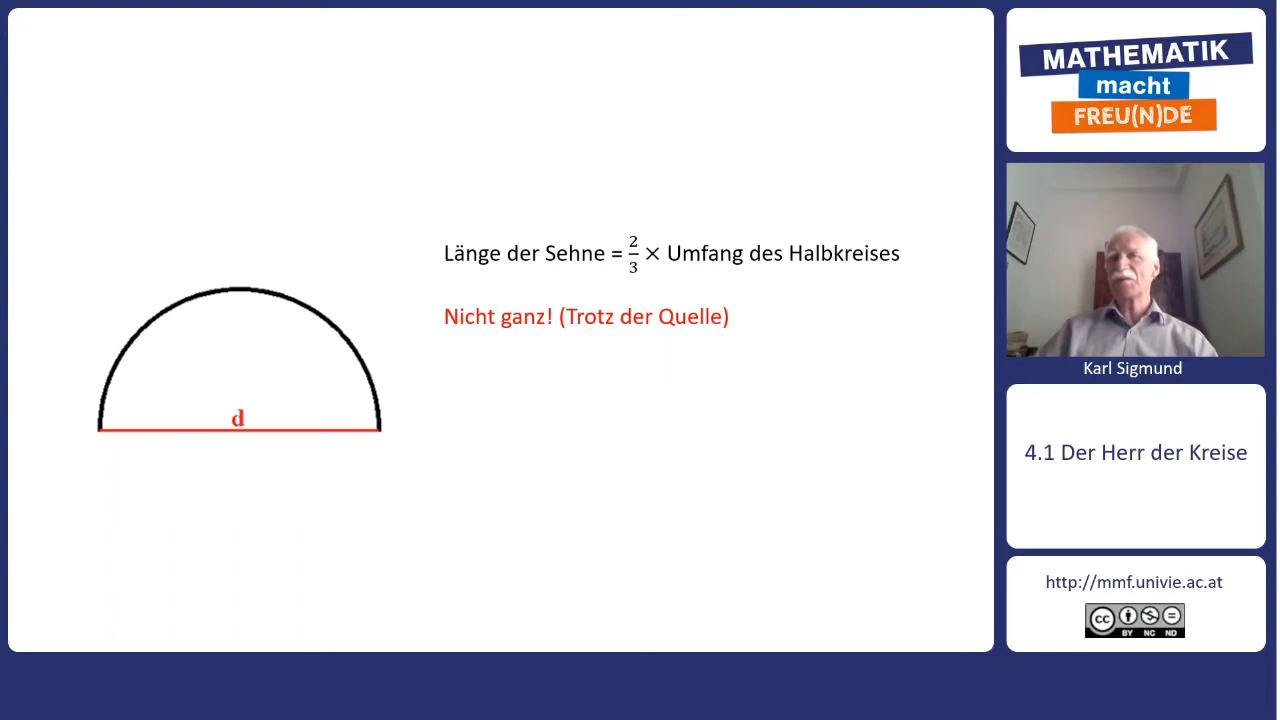 Länge der Sehne = 2/3 × Umfang des Halbkreises
Nicht ganz! (Trotz der Quelle)
d
MATHEMATIK
macht
FREU(N)DE
Karl Sigmund
4.1 Der Herr der Kreise
http://mmf.univie.ac.at
CC
BY NC ND